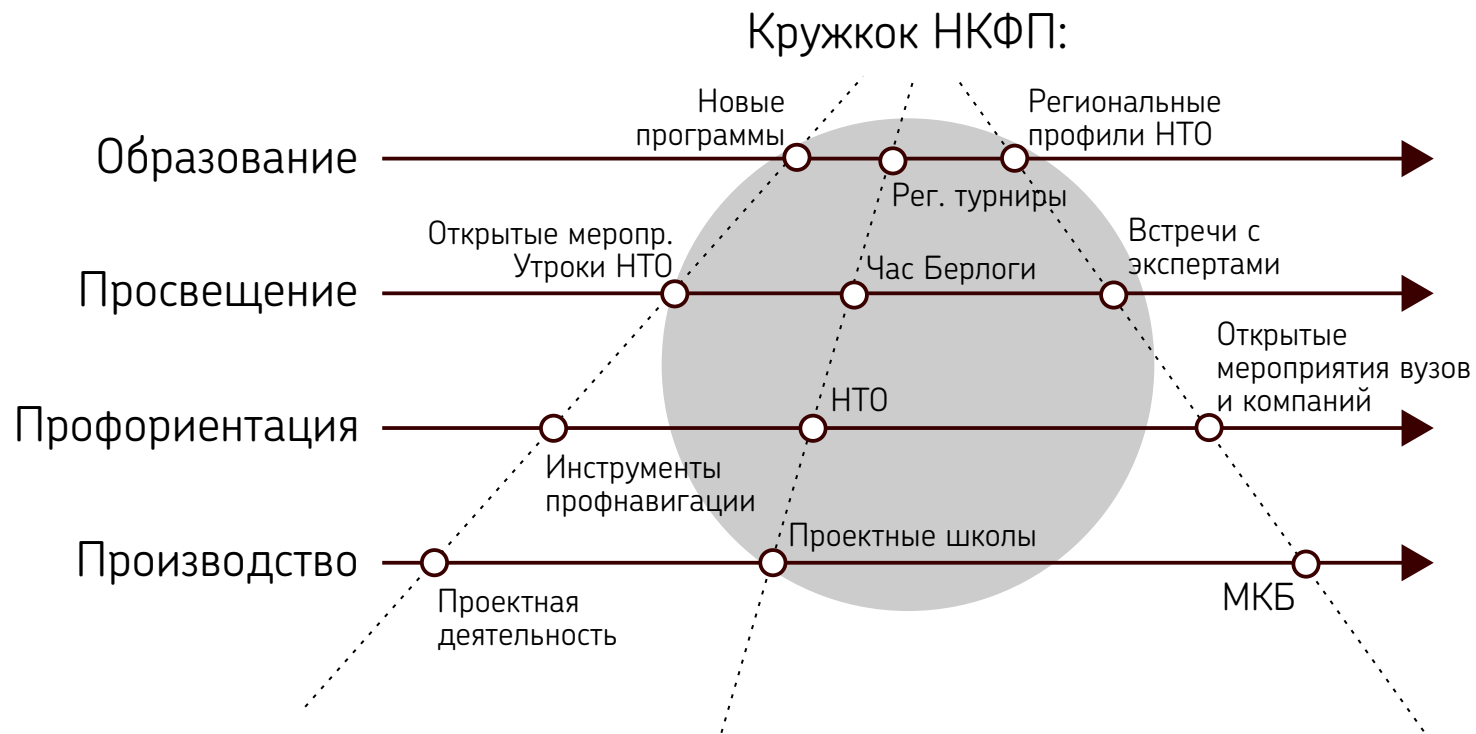 Кружкок НКФП:
Новые
программы
Региональные
профили НТО
Образование
Рег. турниры
Открытые меропр.
Утроки НТО
Встречи с
экспертами
Просвещение
Час Берлоги
Открытые
мероприятия вузов
и компаний
НТО
Профориентация
Инструменты
профнавигации
Проектные школы
Производство
Проектная
деятельность
МКБ